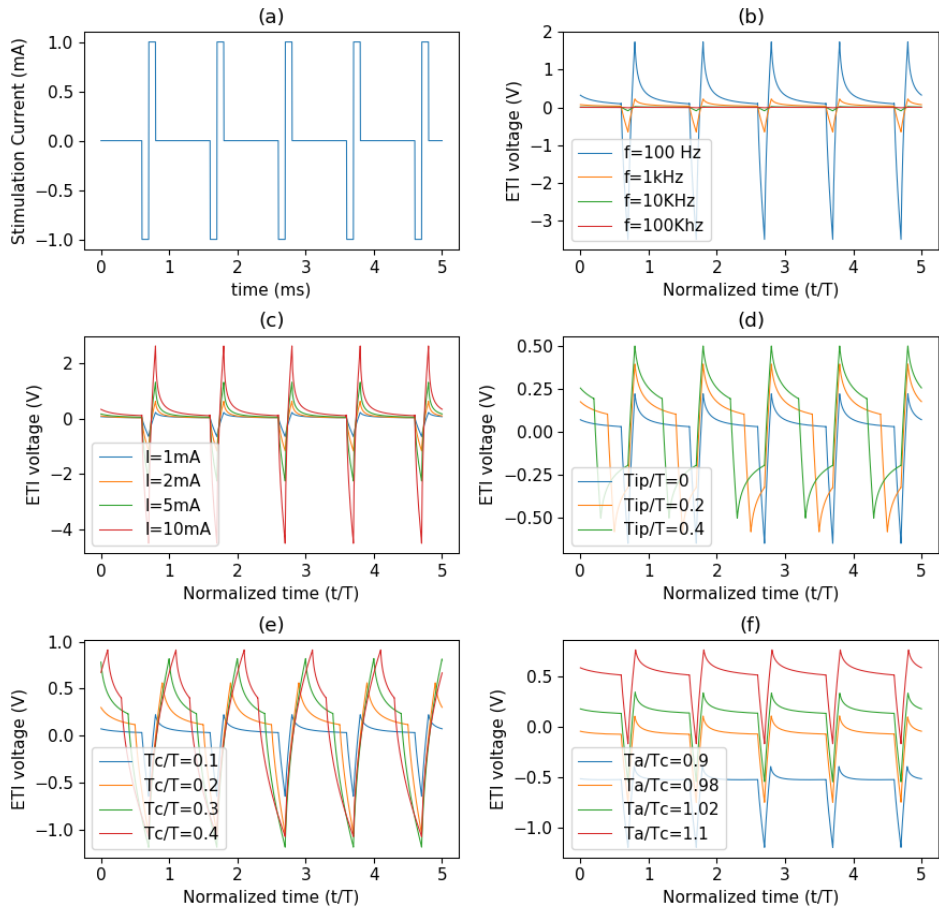 (a)
Stimulation Current (mA)
1.0
0.5
0.0
−0.5
−1.0
0 1 2 3 4 5
time (ms)
(b)
ETI voltage (V)
2
1
0
−1
−2
−3
f=100 Hz
f=1kHz
f=10KHz
f=100Khz
0 1 2 3 4 5
Normalized time (t/T)
(c)
ETI voltage (V)
2
0
−2
−4
I=1mA
I=2mA
I=5mA
I=10mA
0 1 2 3 4 5
Normalized time (t/T)
(d)
ETI voltage (V)
0.50
0.25
0.00
−0.25
−0.50
Tip/T=0
Tip/T=0.2
Tip/T=0.4
0 1 2 3 4 5
Normalized time (t/T)
(e)
ETI voltage (V)
1.0
0.5
0.0
−0.5
−1.0
Tc/T=0.1
Tc/T=0.2
Tc/T=0.3
Tc/T=0.4
0 1 2 3 4 5
Normalized time (t/T)
(f)
ETI voltage (V)
0.5
0.0
−0.5
−1.0
Ta/Tc=0.9
Ta/Tc=0.98
Ta/Tc=1.02
Ta/Tc=1.1
0 1 2 3 4 5
Normalized time (t/T)